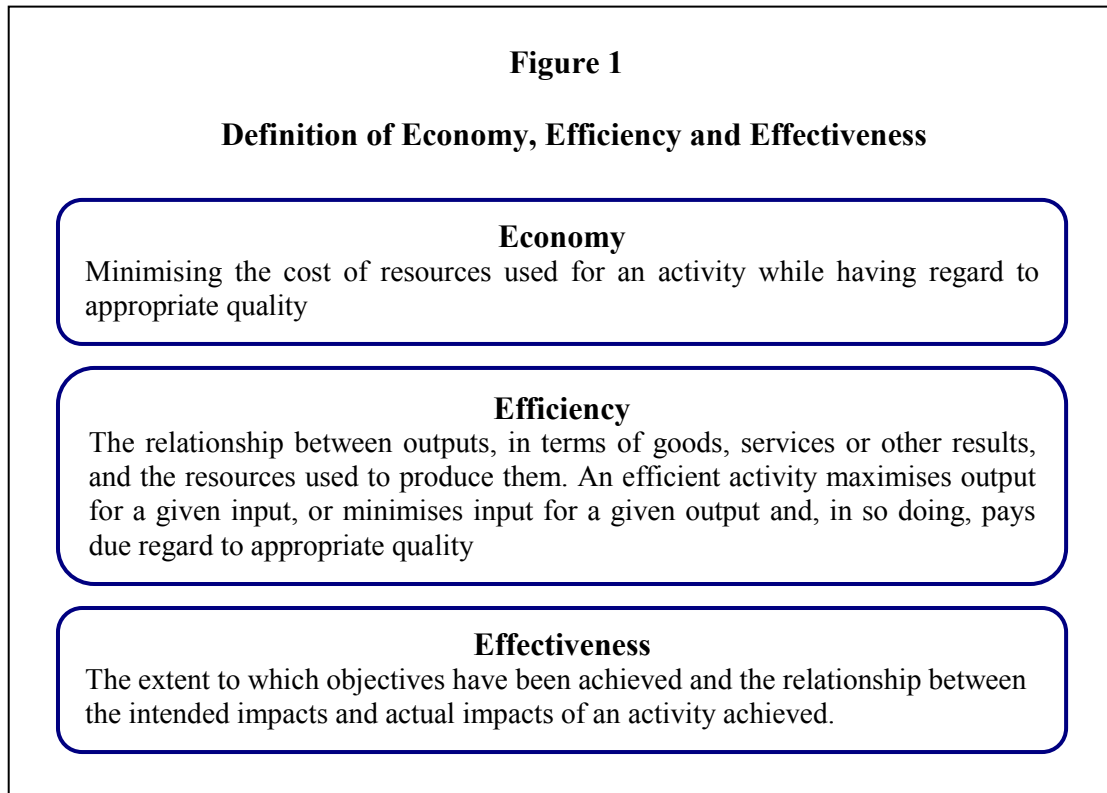 Figure 1
Definition of Economy, Efficiency and Effectiveness
Economy
Minimising the cost of resources used for an activity while having regard to
appropriate quality
Efficiency
The relationship between outputs, in terms of goods, services or other results,
and the resources used to produce them. An efficient activity maximises output
for a given input, or minimises input for a given output and, in so doing, pays
due regard to appropriate quality
Effectiveness
The extent to which objectives have been achieved and the relationship between
the intended impacts and actual impacts of an activity achieved.